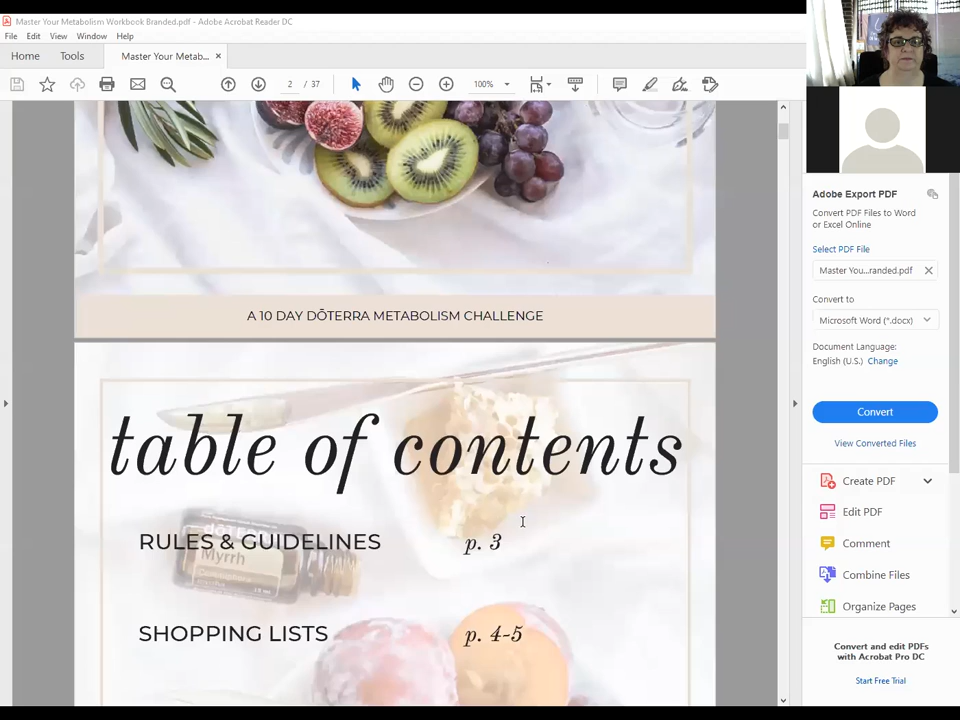 Master Your Metabolism Workbook Branded.pdf - Adobe Acrobat Reader DC
File Edit View Window Help
Home Tools Master Your Metab... ×
2 / 37 100%
A 10 DAY DŌTERRA METABOLISM CHALLENGE
table of contents
dōTERRA
Myrrh
RULES & GUIDELINES p. 3
SHOPPING LISTS p. 4-5
Adobe Export PDF
Convert PDF Files to Word
or Excel Online
Select PDF File
Master You...randed.pdf
Convert to
Microsoft Word (*.docx)
Document Language:
English (U.S.) Change
Convert
View Converted Files
Create PDF
Edit PDF
Comment
Combine Files
Organize Pages
Convert and edit PDFs
with Acrobat Pro DC
Start Free Trial